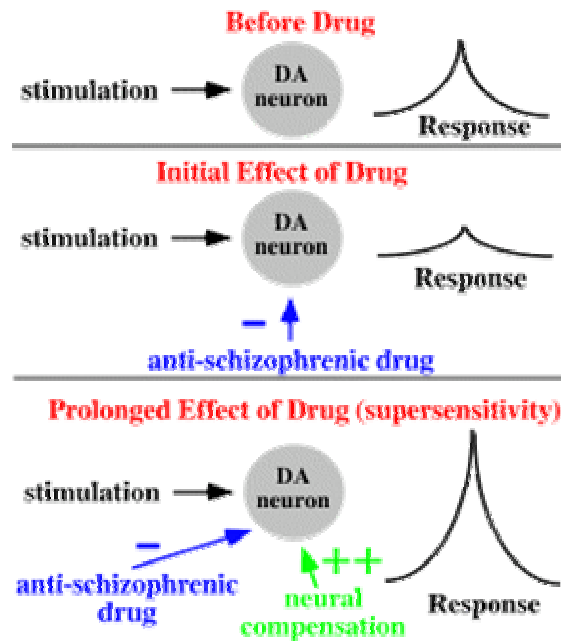 Before Drug
DA
stimulation
neuron
Response
Initial Effect of Drug
DA
stimulation
neuron
Response
−
anti-schizophrenic drug
Prolonged Effect of Drug (supersensitivity)
DA
stimulation
neuron
− ++
anti-schizophrenic
drug
neural
compensation
Response